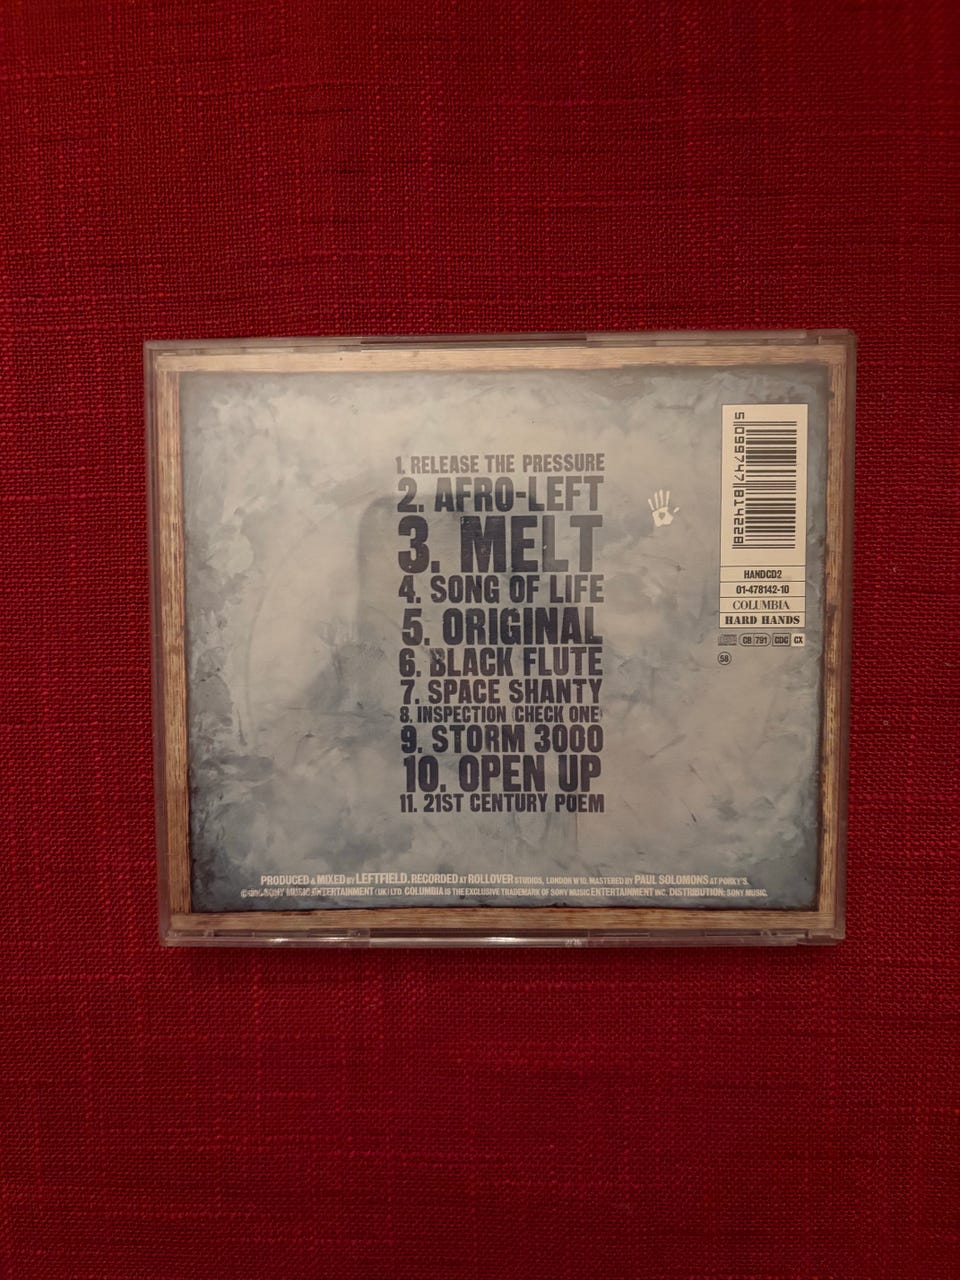 1. RELEASE THE PRESSURE
2. AFRO-LEFT
3. MELT
4. SONG OF LIFE
5. ORIGINAL
6. BLACK FLUTE
7. SPACE SHANTY
8. INSPECTION (CHECK ONE)
9. STORM 3000
10. OPEN UP
11. 21ST CENTURY POEM
5 099747 814228
HANDCD2
01-478142-10
COLUMBIA
HARD HANDS
CB 791 CDG CX
58
PRODUCED & MIXED BY LEFTFIELD. RECORDED AT ROLLOVER STUDIOS, LONDON W10. MASTERED BY PAUL SOLOMONS AT PORKY'S.
SONY MUSIC ENTERTAINMENT (UK) LTD. COLUMBIA IS THE EXCLUSIVE TRADEMARK OF SONY MUSIC ENTERTAINMENT INC. DISTRIBUTION: SONY MUSIC.